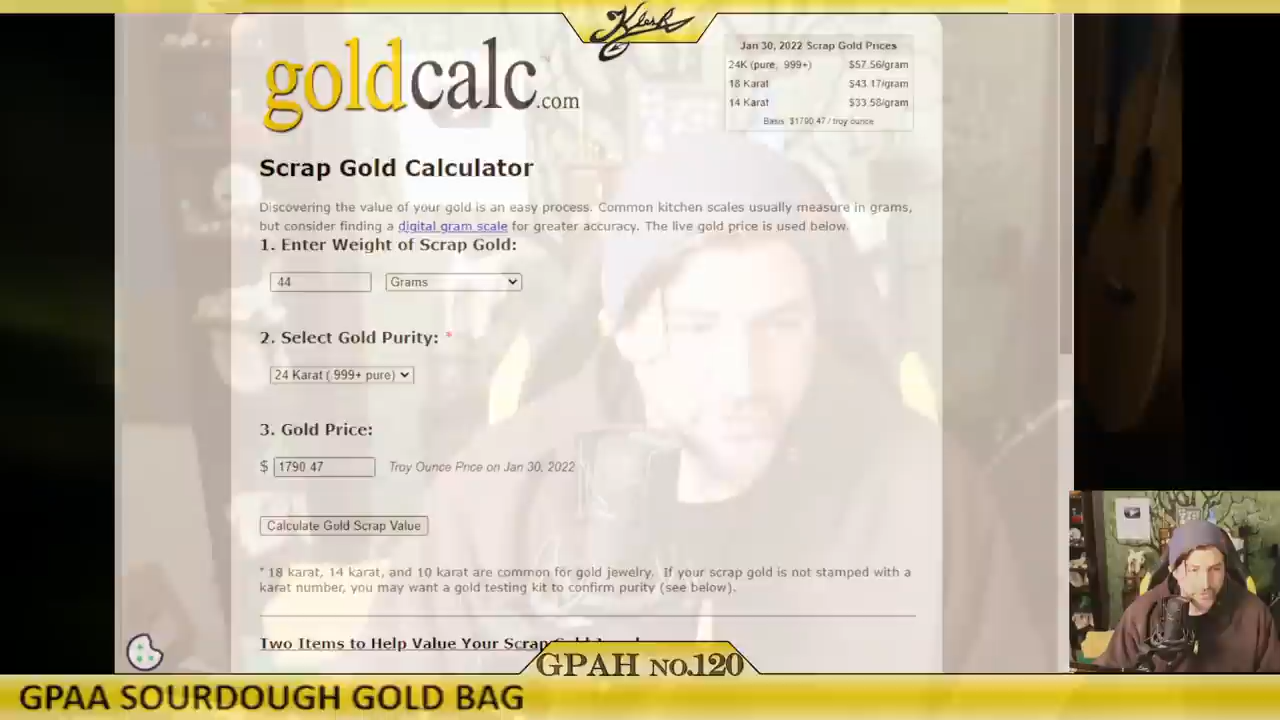 Klesh
goldcalc.com
Jan 30, 2022 Scrap Gold Prices
24K (pure, .999+) $57.56/gram
18 Karat $43.17/gram
14 Karat $33.58/gram
Basis $1790.47 / troy ounce
Scrap Gold Calculator
Discovering the value of your gold is an easy process. Common kitchen scales usually measure in grams,
but consider finding a digital gram scale for greater accuracy. The live gold price is used below.
1. Enter Weight of Scrap Gold:
44 Grams
2. Select Gold Purity: *
24 Karat (.999+ pure)
3. Gold Price:
$ 1790.47 Troy Ounce Price on Jan 30, 2022
Calculate Gold Scrap Value
* 18 karat, 14 karat, and 10 karat are common for gold jewelry. If your scrap gold is not stamped with a
karat number, you may want a gold testing kit to confirm purity (see below).
Two Items to Help Value Your Scrap
GPAH NO.120
GPAA SOURDOUGH GOLD BAG